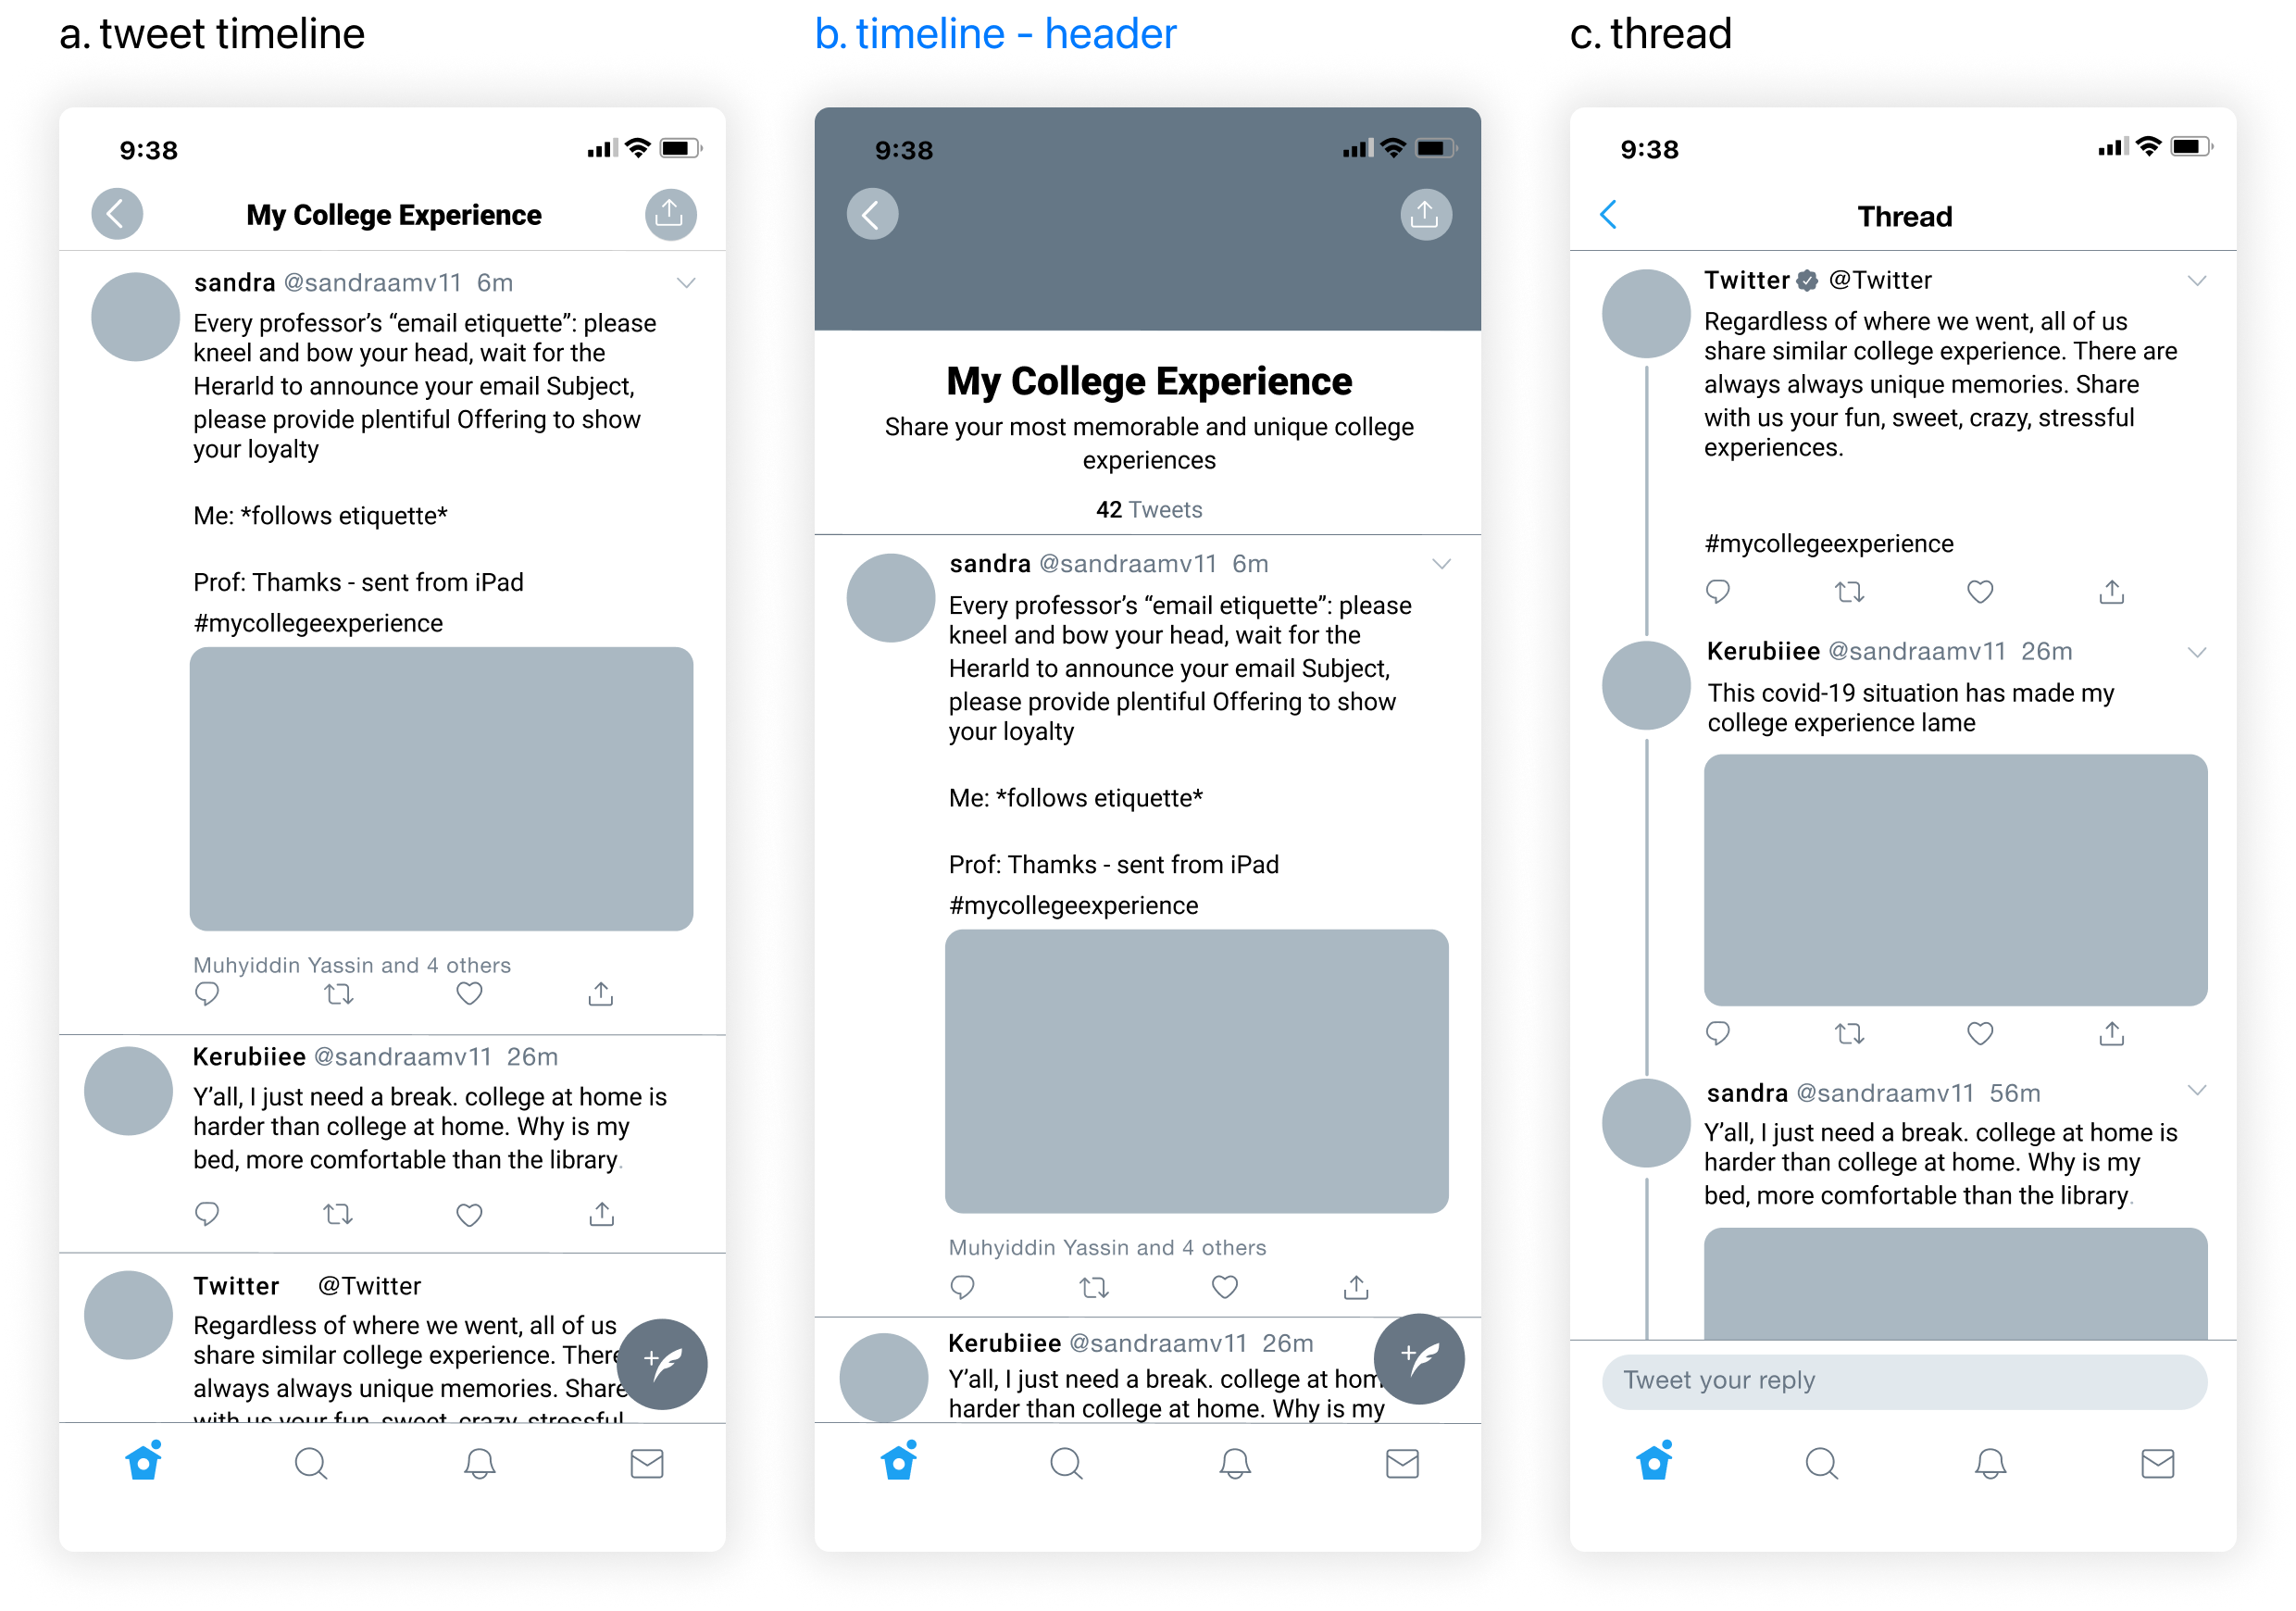 a. tweet timeline
9:38
My College Experience
sandra @sandraamv11 6m
Every professor’s “email etiquette”: please
kneel and bow your head, wait for the
Herarld to announce your email Subject,
please provide plentiful Offering to show
your loyalty
Me: *follows etiquette*
Prof: Thamks - sent from iPad
#mycollegeexperience
Muhyiddin Yassin and 4 others
Kerubiiee @sandraamv11 26m
Y’all, I just need a break. college at home is
harder than college at home. Why is my
bed, more comfortable than the library.
Twitter @Twitter
Regardless of where we went, all of us
share similar college experience. There
always always unique memories. Share
with us your fun, sweet, crazy, stressful
b. timeline - header
9:38
My College Experience
Share your most memorable and unique college
experiences
42 Tweets
sandra @sandraamv11 6m
Every professor’s “email etiquette”: please
kneel and bow your head, wait for the
Herarld to announce your email Subject,
please provide plentiful Offering to show
your loyalty
Me: *follows etiquette*
Prof: Thamks - sent from iPad
#mycollegeexperience
Muhyiddin Yassin and 4 others
Kerubiiee @sandraamv11 26m
Y’all, I just need a break. college at hom
harder than college at home. Why is my
c. thread
9:38
Thread
Twitter @Twitter
Regardless of where we went, all of us
share similar college experience. There are
always always unique memories. Share
with us your fun, sweet, crazy, stressful
experiences.
#mycollegeexperience
Kerubiiee @sandraamv11 26m
This covid-19 situation has made my
college experience lame
sandra @sandraamv11 56m
Y’all, I just need a break. college at home is
harder than college at home. Why is my
bed, more comfortable than the library.
Tweet your reply